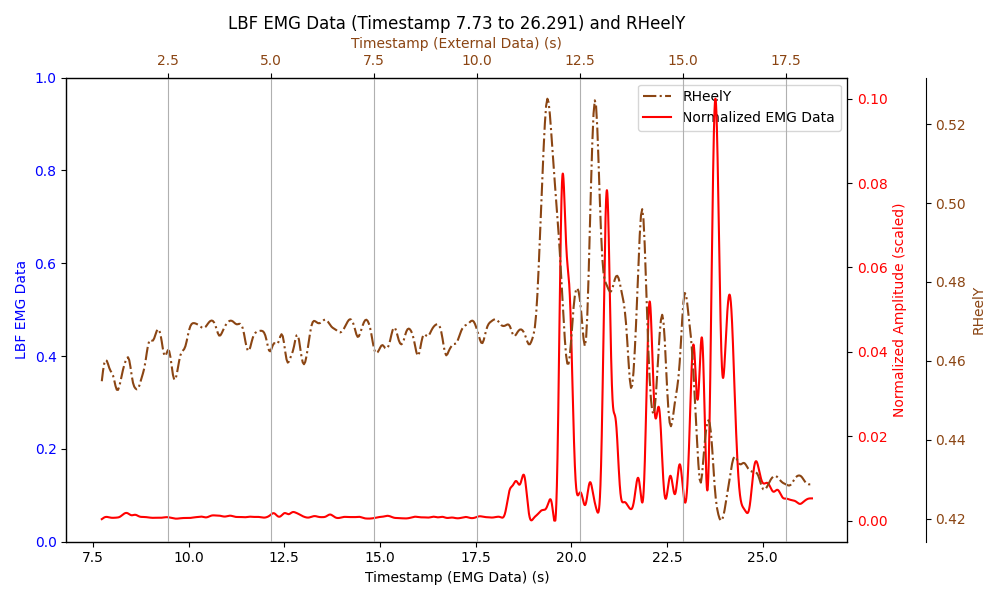 LBF EMG Data (Timestamp 7.73 to 26.291) and RHeelY
Timestamp (External Data) (s)
2.5 5.0 7.5 10.0 12.5 15.0 17.5
RHeelY
Normalized EMG Data
1.0
0.8
0.6
0.4
0.2
0.0
LBF EMG Data
0.10
0.08
0.06
0.04
0.02
0.00
Normalized Amplitude (scaled)
0.52
0.50
0.48
0.46
0.44
0.42
RHeelY
7.5 10.0 12.5 15.0 17.5 20.0 22.5 25.0
Timestamp (EMG Data) (s)